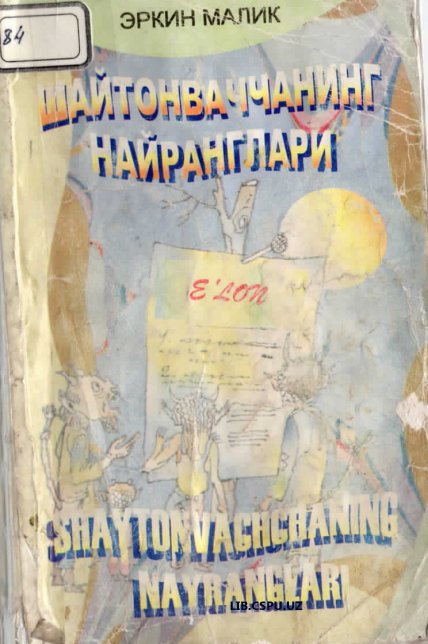 84
ЭРКИН МАЛИК
ШАЙТОНВАЧЧАНИНГ
НАЙРАНГЛАРИ
E'LON
SHAYTONVACHCHANING
NAYRANGLARI
LIB.CSPU.UZ